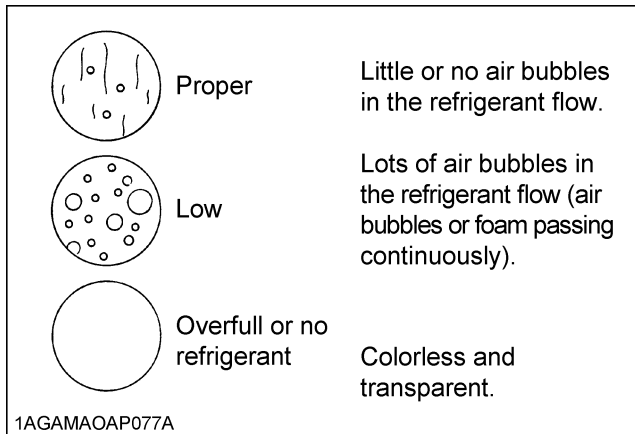 Proper
Little or no air bubbles
in the refrigerant flow.
Low
Lots of air bubbles in
the refrigerant flow (air
bubbles or foam passing
continuously).
Overfull or no
refrigerant
Colorless and
transparent.
1AGAMAOAP077A